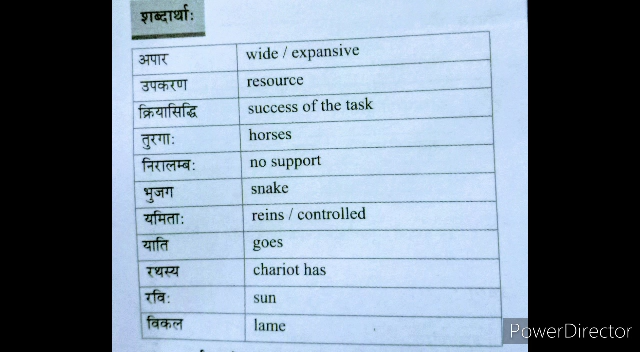 शब्दार्थाः
अपार wide / expansive
उपकरण resource
क्रियासिद्धि success of the task
तुरगाः horses
निरालम्बः no support
भुजग snake
यमिताः reins / controlled
याति goes
रथस्य chariot has
रविः sun
विकल lame
PowerDirector